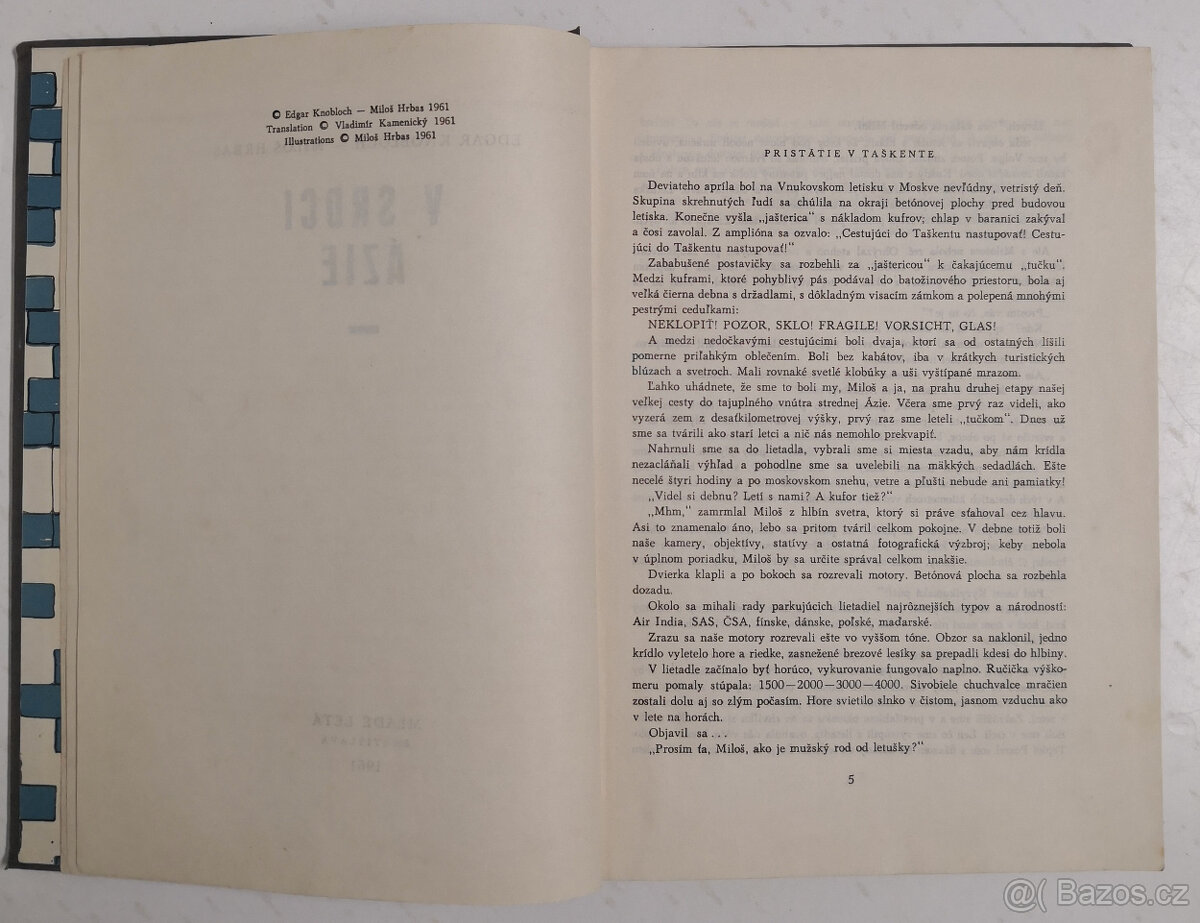 © Edgar Knobloch — Miloš Hrbas 1961
Translation © Vladimír Kamenický 1961
Illustrations © Miloš Hrbas 1961
V SRDCI
ÁZIE
MLADÉ LETÁ
BRATISLAVA
1961
PRISTÁTIE V TAŠKENTE
Deviateho apríla bol na Vnukovskom letisku v Moskve nevľúdny, vetristý deň.
Skupina skrehnutých ľudí sa chúlila na okraji betónovej plochy pred budovou
letiska. Konečne vyšla „jašterica" s nákladom kufrov; chlap v baranici zakýval
a čosi zavolal. Z amplióna sa ozvalo: „Cestujúci do Taškentu nastupovať! Cestu-
júci do Taškentu nastupovať!"
Zababušené postavičky sa rozbehli za „jaštericou" k čakajúcemu „tučku".
Medzi kuframi, ktoré pohyblivý pás podával do batožinového priestoru, bola aj
veľká čierna debna s držadlami, s dôkladným visacím zámkom a polepená mnohými
pestrými ceduľkami:
NEKLOPIŤ! POZOR, SKLO! FRAGILE! VORSICHT, GLAS!
A medzi nedočkavými cestujúcimi boli dvaja, ktorí sa od ostatných líšili
pomerne priľahkým oblečením. Boli bez kabátov, iba v krátkych turistických
blúzach a svetroch. Mali rovnaké svetlé klobúky a uši vyštípané mrazom.
Ľahko uhádnete, že sme to boli my, Miloš a ja, na prahu druhej etapy našej
veľkej cesty do tajuplného vnútra strednej Ázie. Včera sme prvý raz videli, ako
vyzerá zem z desaťkilometrovej výšky, prvý raz sme leteli „tučkom". Dnes už
sme sa tvárili ako starí letci a nič nás nemohlo prekvapiť.
Nahrnuli sme sa do lietadla, vybrali sme si miesta vzadu, aby nám krídla
nezacláňali výhľad a pohodlne sme sa uvelebili na mäkkých sedadlách. Ešte
necelé štyri hodiny a po moskovskom snehu, vetre a pľušti nebude ani pamiatky!
„Videl si debnu? Letí s nami? A kufor tiež?"
„Mhm," zamrmlal Miloš z hlbín svetra, ktorý si práve sťahoval cez hlavu.
Asi to znamenalo áno, lebo sa pritom tváril celkom pokojne. V debne totiž boli
naše kamery, objektívy, statívy a ostatná fotografická výzbroj; keby nebola
v úplnom poriadku, Miloš by sa určite správal celkom inakšie.
Dvierka klapli a po bokoch sa rozrevali motory. Betónová plocha sa rozbehla
dozadu.
Okolo sa mihali rady parkujúcich lietadiel najrôznejších typov a národností:
Air India, SAS, ČSA, fínske, dánske, poľské, maďarské.
Zrazu sa naše motory rozrevali ešte vo vyššom tóne. Obzor sa naklonil, jedno
krídlo vyletelo hore a riedke, zasnežené brezové lesíky sa prepadli kdesi do hlbiny.
V lietadle začínalo byť horúco, vykurovanie fungovalo naplno. Ručička výško-
meru pomaly stúpala: 1500—2000—3000—4000. Sivobiele chuchvalce mračien
zostali dolu aj so zlým počasím. Hore svietilo slnko v čistom, jasnom vzduchu ako
v lete na horách.
Objavil sa...
„Prosím ťa, Miloš, ako je mužský rod od letušky?"
5
@( Bazos.cz